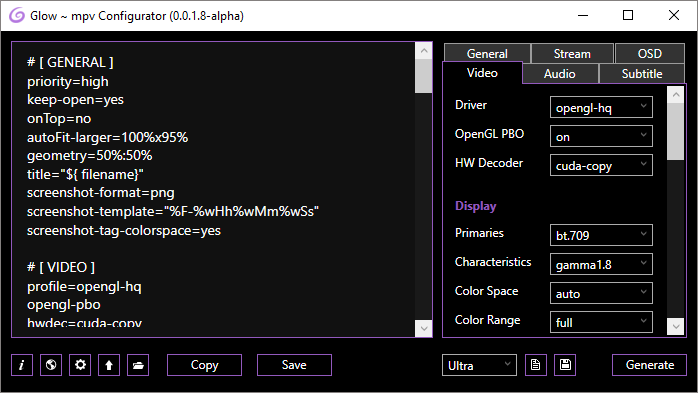 Glow ~ mpv Configurator (0.0.1.8-alpha)
# [ GENERAL ]
priority=high
keep-open=yes
onTop=no
autoFit-larger=100%x95%
geometry=50%:50%
title="${ filename}"
screenshot-format=png
screenshot-template="%F-%wHh%wMm%wSs"
screenshot-tag-colorspace=yes
# [ VIDEO ]
profile=opengl-hq
opengl-pbo
hwdec=cuda-copy
General Stream OSD
Video Audio Subtitle
Driver opengl-hq
OpenGL PBO on
HW Decoder cuda-copy
Display
Primaries bt.709
Characteristics gamma1.8
Color Space auto
Color Range full
i Copy Save Ultra Generate